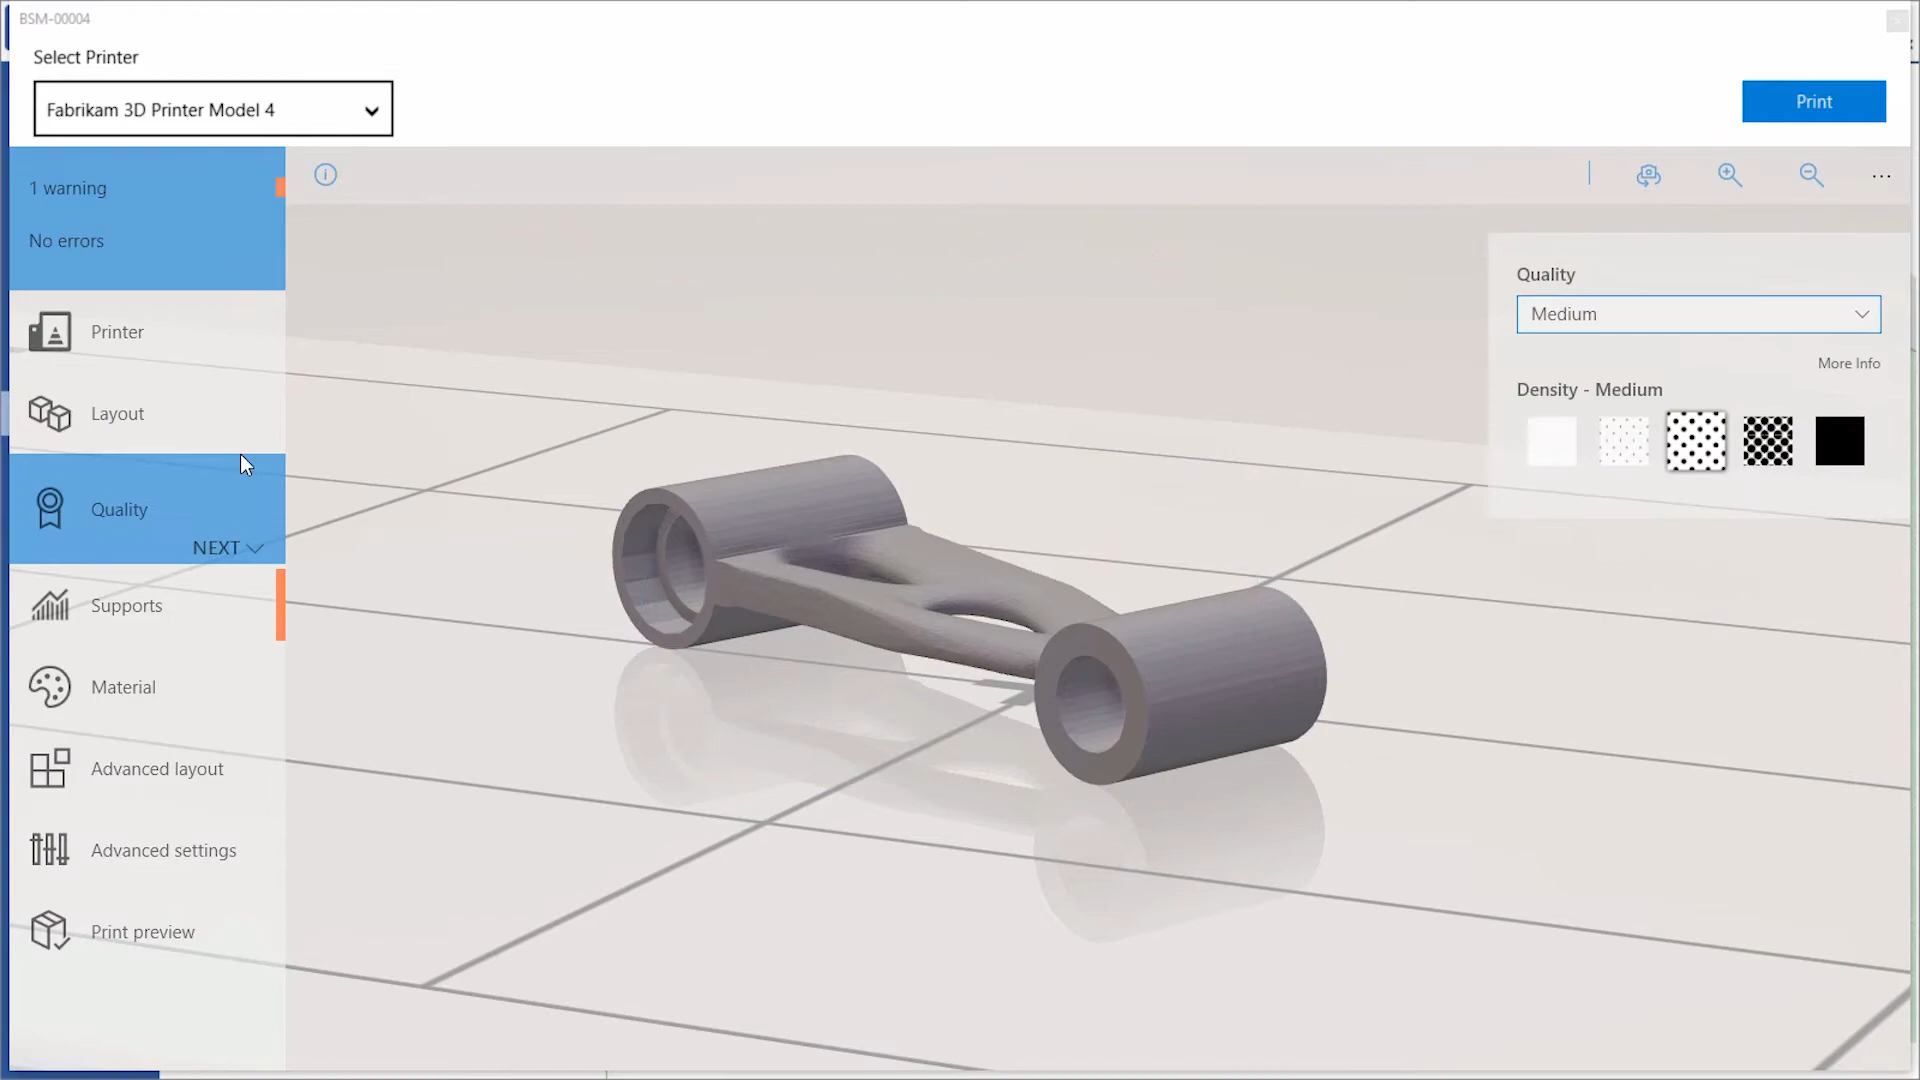 BSM-00004
Select Printer
Fabrikam 3D Printer Model 4
Print
1 warning
No errors
Printer
Layout
Quality
NEXT
Supports
Material
Advanced layout
Advanced settings
Print preview
Quality
Medium
More Info
Density - Medium